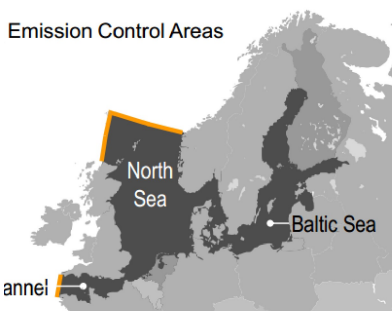 Emission Control Areas
North
Sea
Baltic Sea
annel